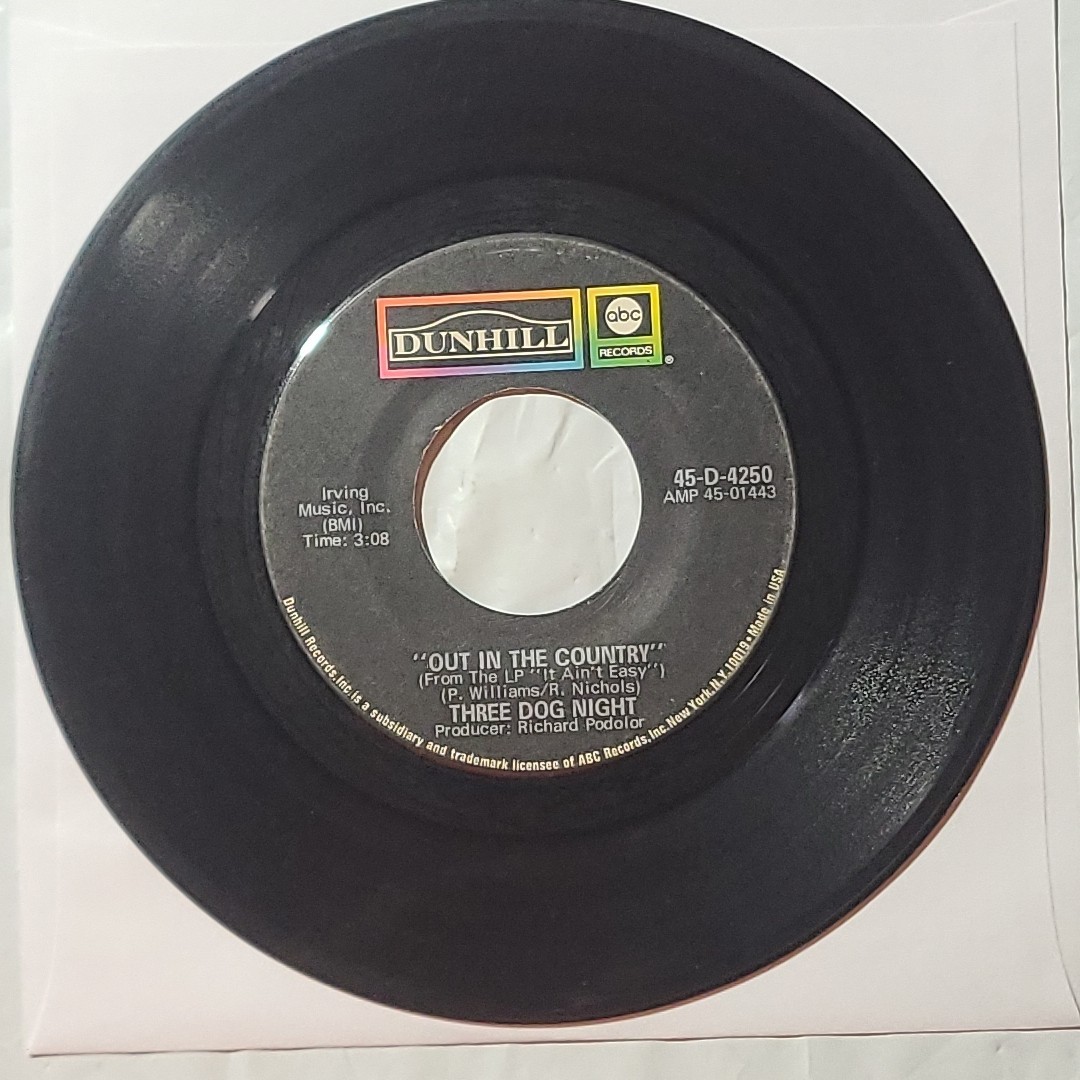 DUNHILL
abc
RECORDS
®
Irving
Music, Inc.
(BMI)
Time: 3:08
45-D-4250
AMP 45-01443
"OUT IN THE COUNTRY"
(From The LP "It Ain't Easy")
(P. Williams/R. Nichols)
THREE DOG NIGHT
Producer: Richard Podolor
Dunhill Records,Inc.is a subsidiary and trademark licensee of ABC Records,Inc.New York,N.Y.10019•Made in USA